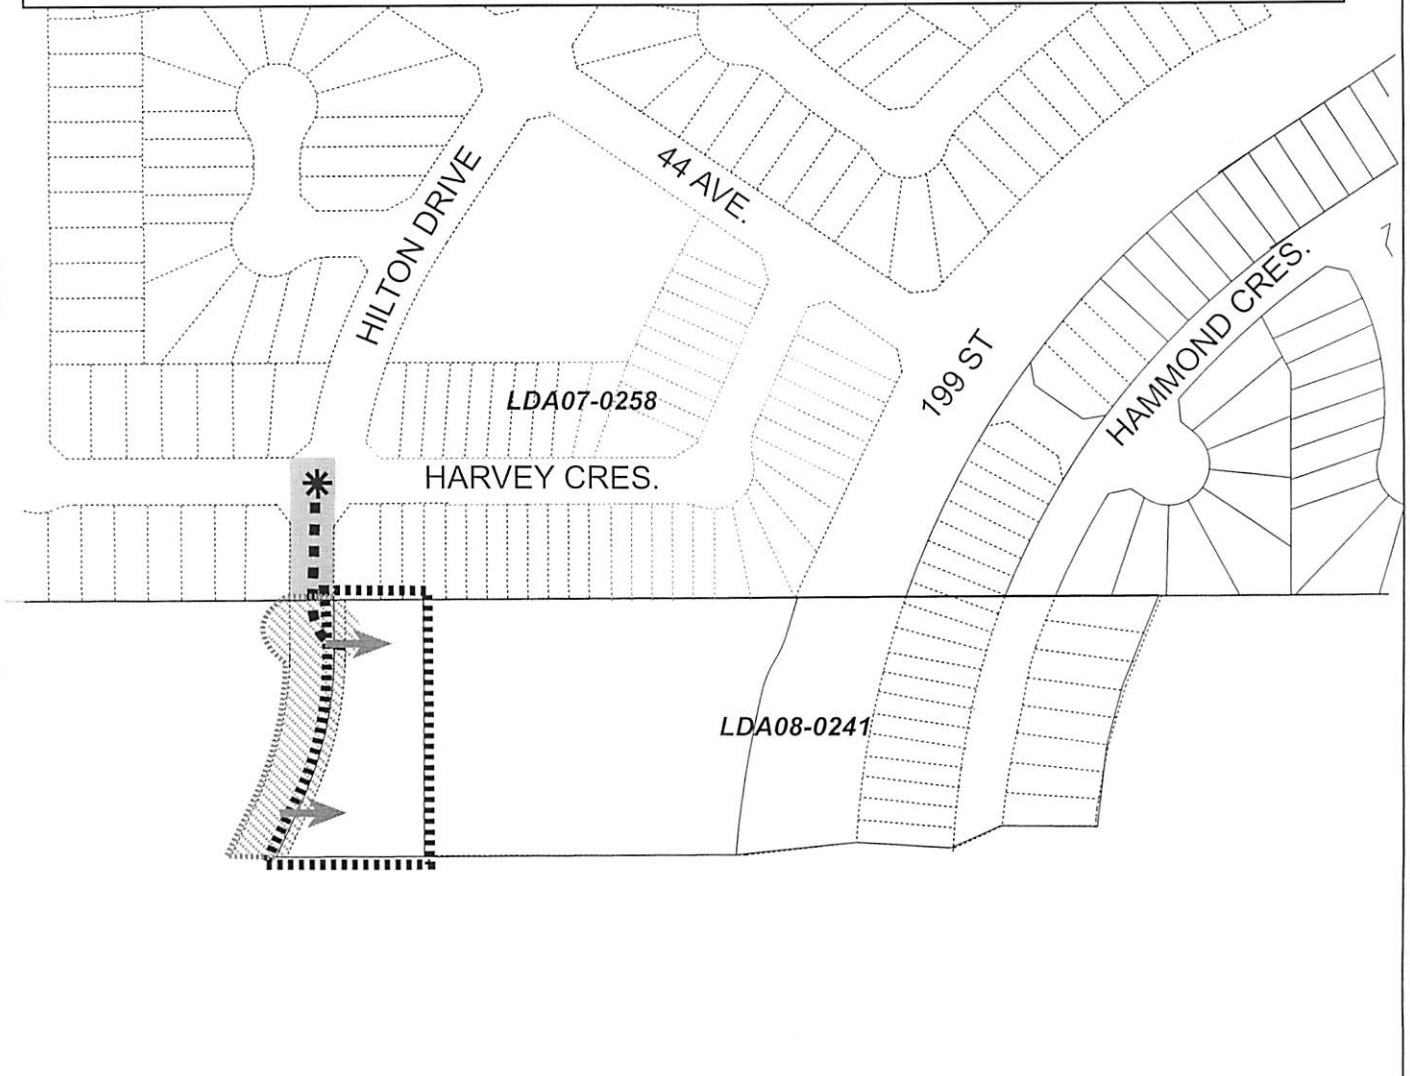 44 AVE.
HILTON DRIVE
HAMMOND CRES.
199 ST
LDA07-0258
HARVEY CRES.
LDA08-0241